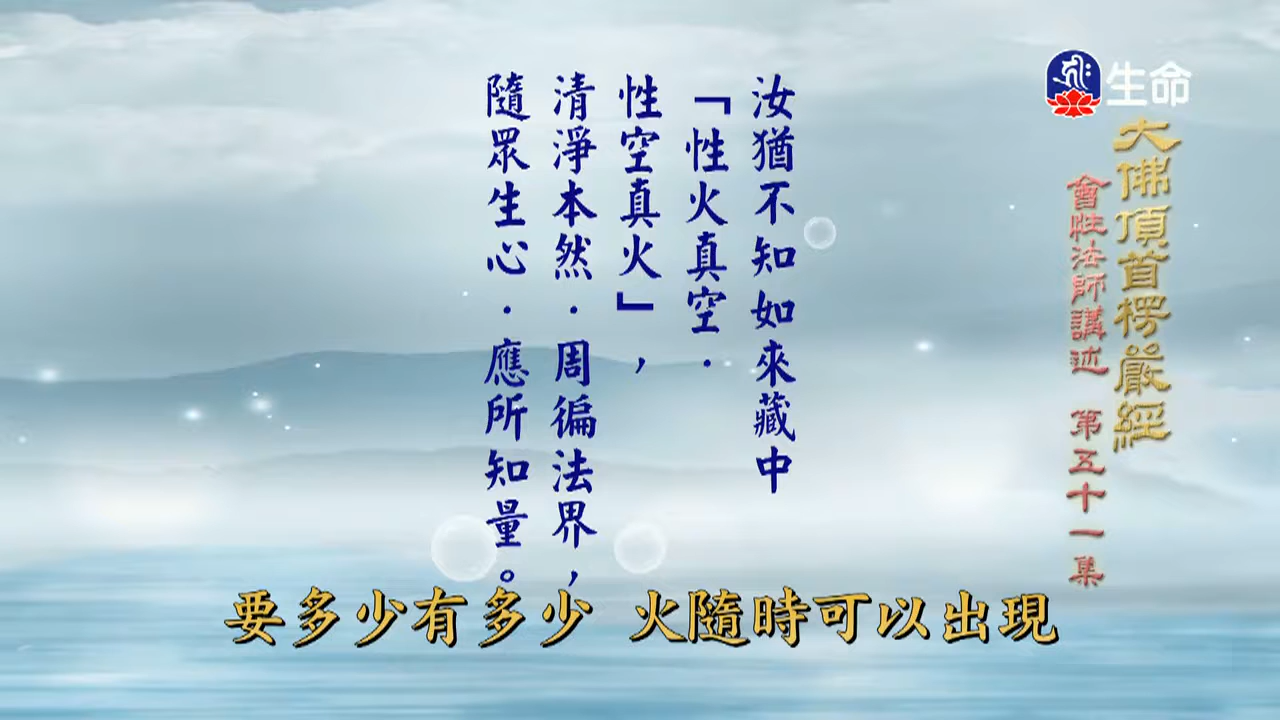 生命
大佛頂首楞嚴經
會性法師講述 第五十一集
汝猶不知如來藏中
「性火真空．
性空真火」，
清淨本然．周徧法界，
隨眾生心．應所知量。
要多少有多少 火隨時可以出現